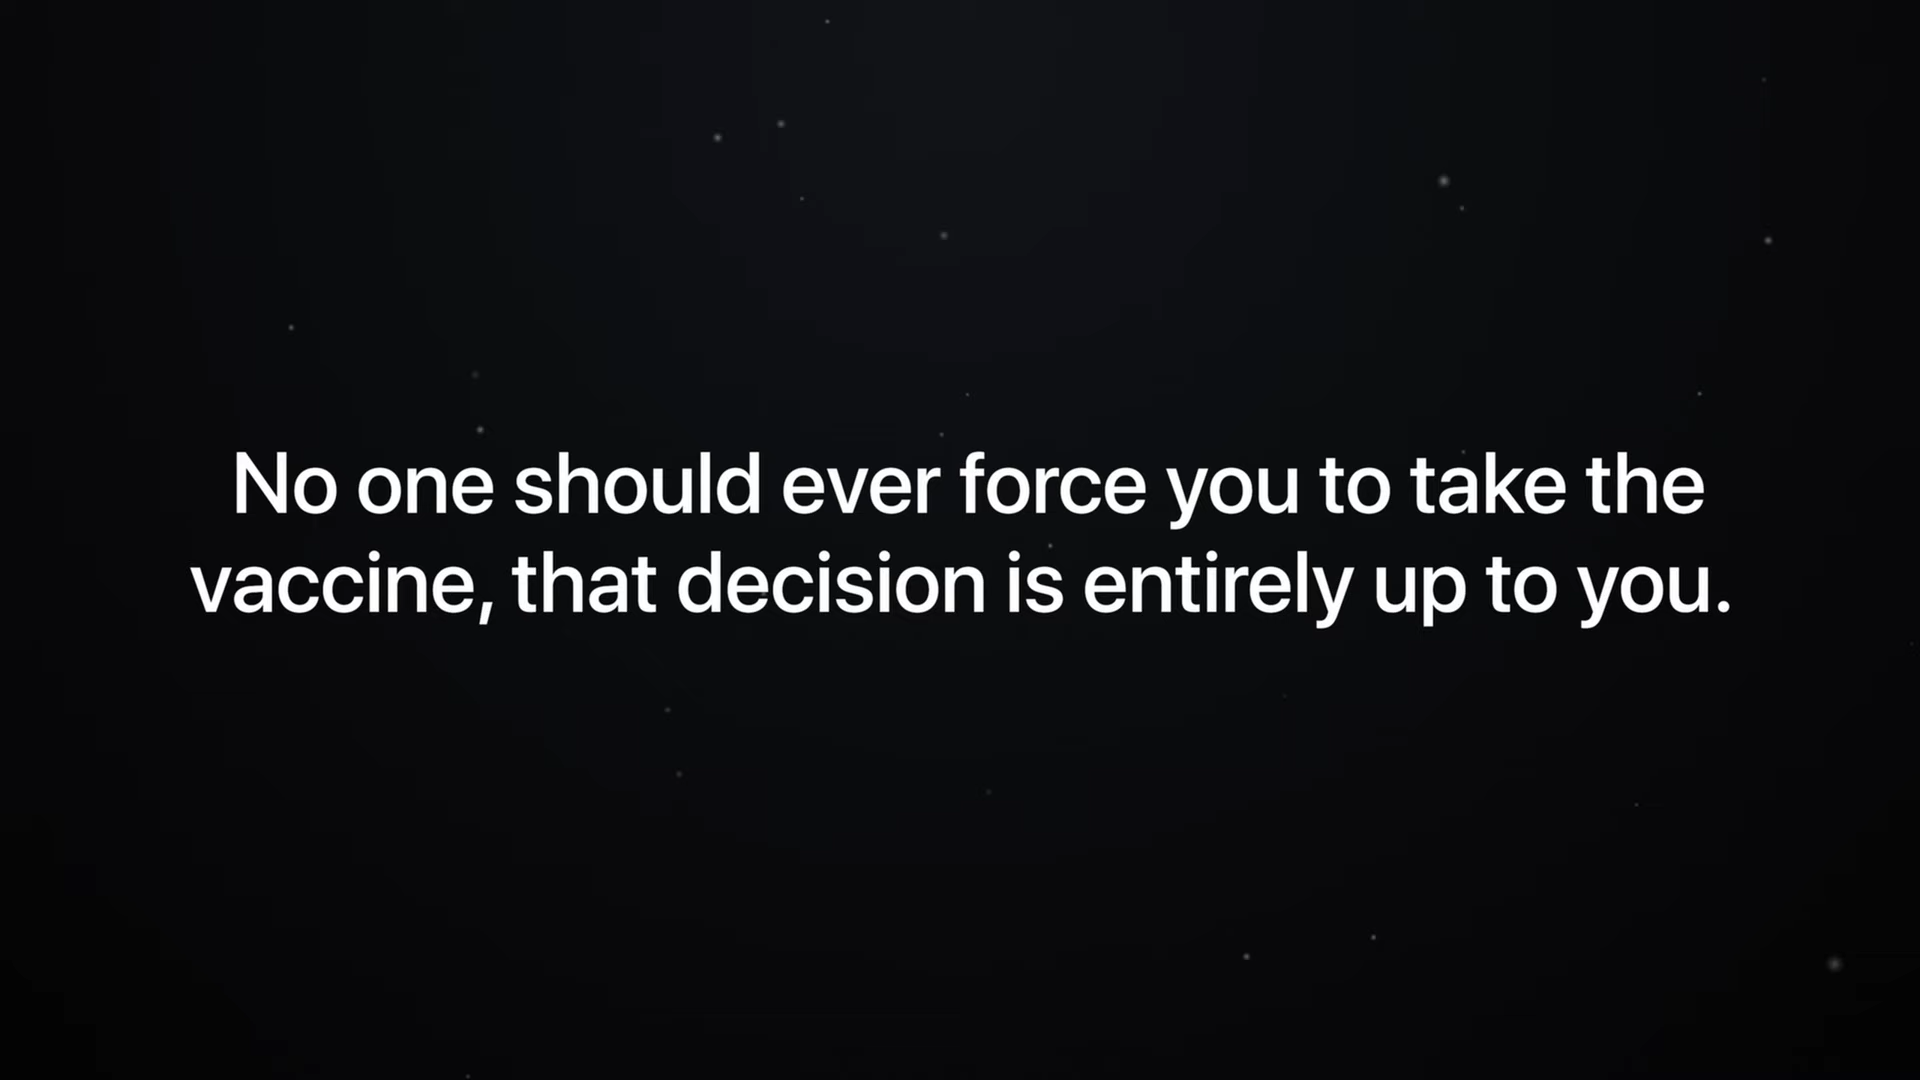 No one should ever force you to take the
vaccine, that decision is entirely up to you.